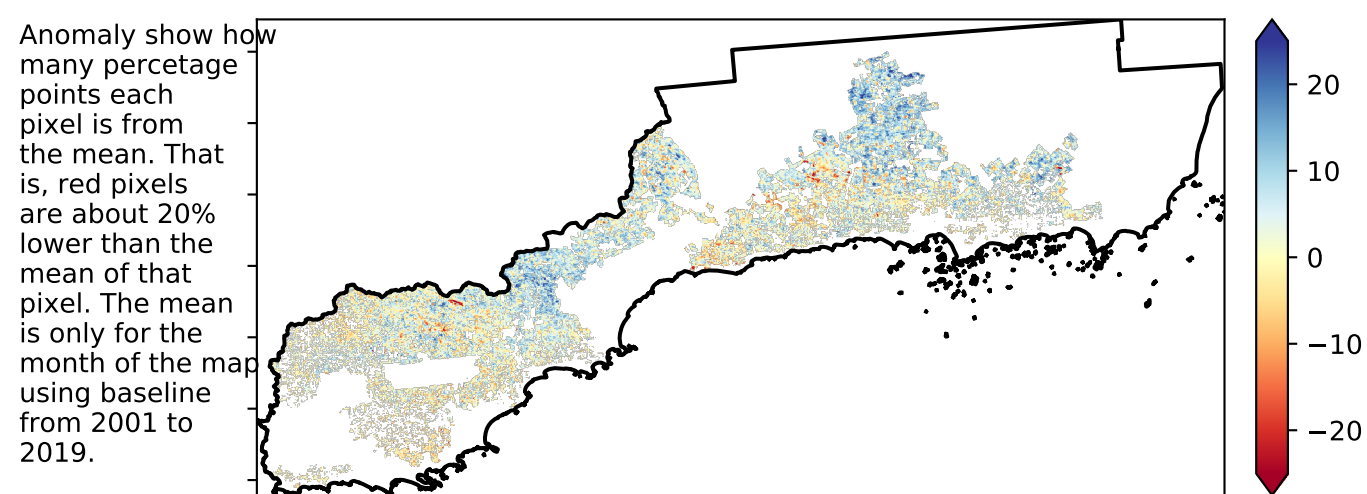 Anomaly show how
many percetage
points each
pixel is from
the mean. That
is, red pixels
are about 20%
lower than the
mean of that
pixel. The mean
is only for the
month of the map
using baseline
from 2001 to
2019.
20
10
0
−10
−20